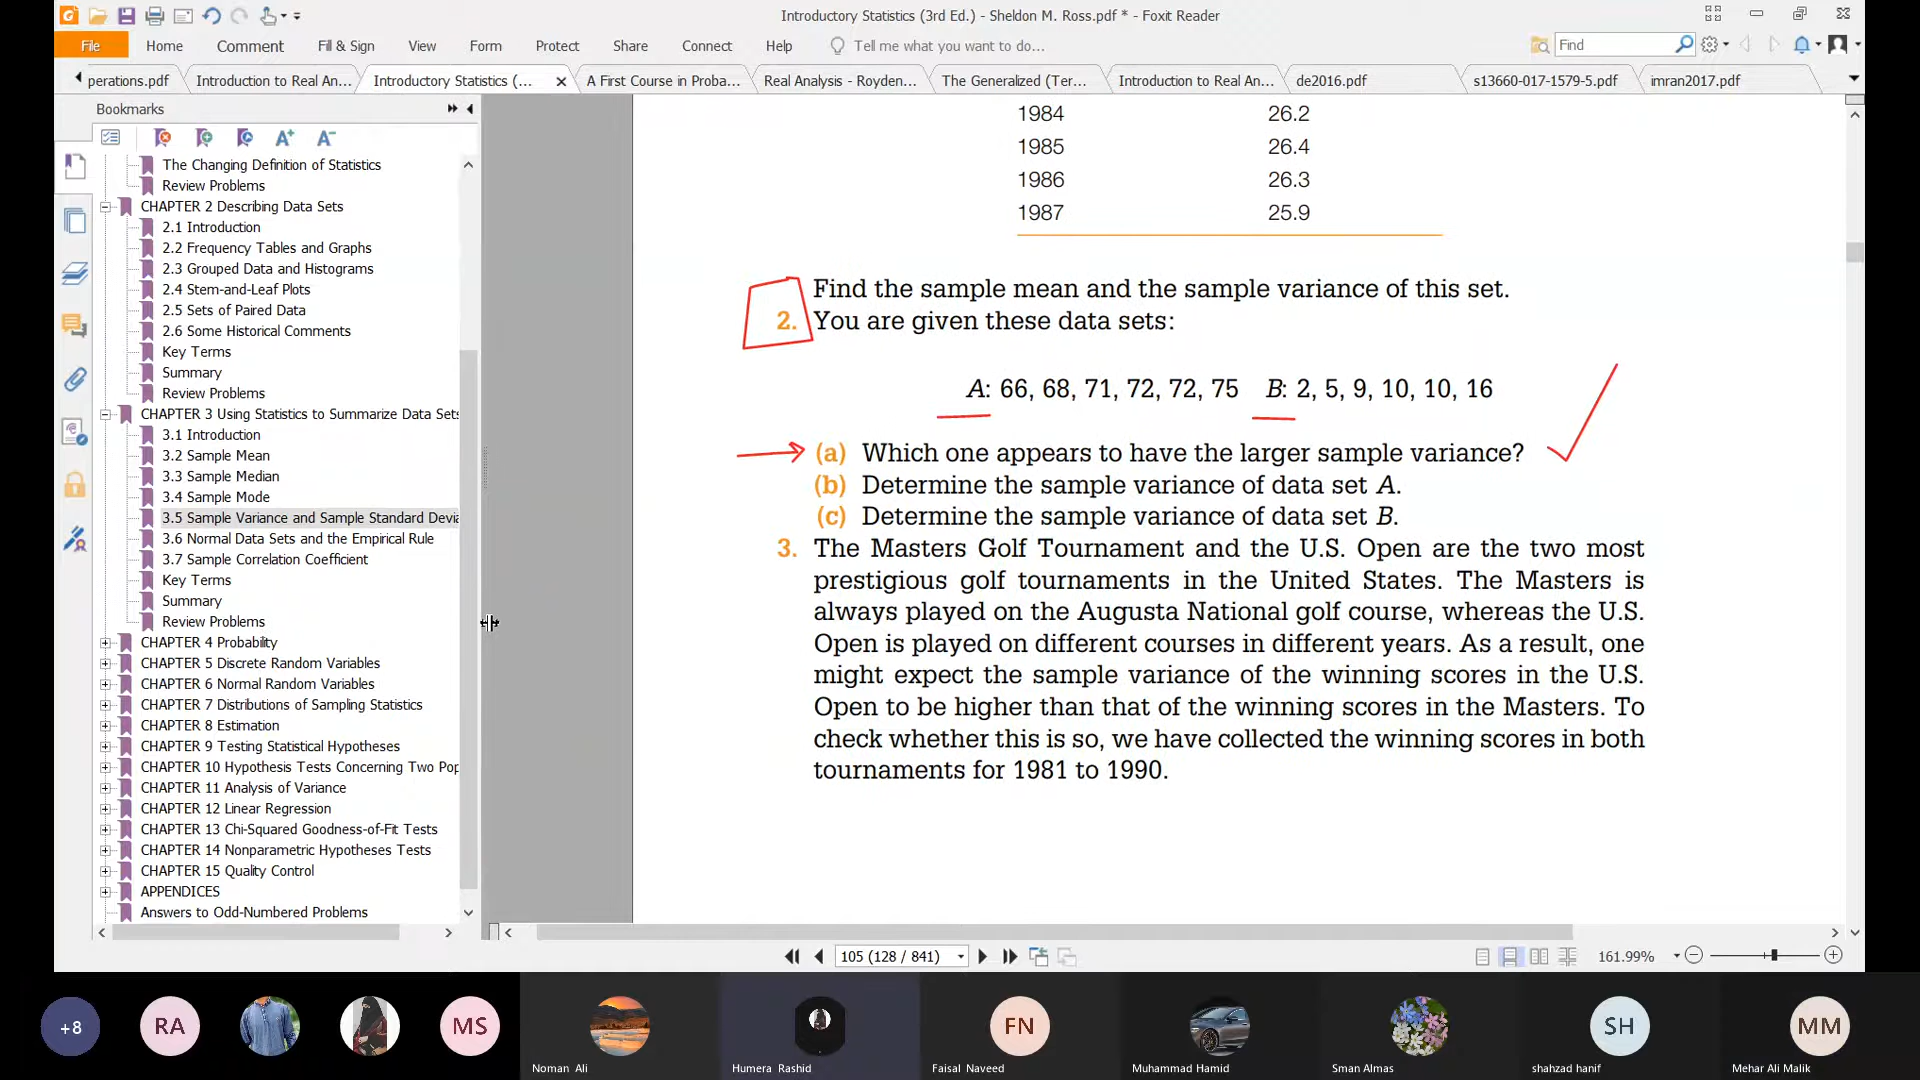 Introductory Statistics (3rd Ed.) - Sheldon M. Ross.pdf * - Foxit Reader
File Home Comment Fill & Sign View Form Protect Share Connect Help Tell me what you want to do... Find
perations.pdf Introduction to Real An... Introductory Statistics (... A First Course in Proba... Real Analysis - Royden... The Generalized (Ter... Introduction to Real An... de2016.pdf s13660-017-1579-5.pdf imran2017.pdf
Bookmarks
The Changing Definition of Statistics
Review Problems
CHAPTER 2 Describing Data Sets
2.1 Introduction
2.2 Frequency Tables and Graphs
2.3 Grouped Data and Histograms
2.4 Stem-and-Leaf Plots
2.5 Sets of Paired Data
2.6 Some Historical Comments
Key Terms
Summary
Review Problems
CHAPTER 3 Using Statistics to Summarize Data Sets
3.1 Introduction
3.2 Sample Mean
3.3 Sample Median
3.4 Sample Mode
3.5 Sample Variance and Sample Standard Devia
3.6 Normal Data Sets and the Empirical Rule
3.7 Sample Correlation Coefficient
Key Terms
Summary
Review Problems
CHAPTER 4 Probability
CHAPTER 5 Discrete Random Variables
CHAPTER 6 Normal Random Variables
CHAPTER 7 Distributions of Sampling Statistics
CHAPTER 8 Estimation
CHAPTER 9 Testing Statistical Hypotheses
CHAPTER 10 Hypothesis Tests Concerning Two Pop
CHAPTER 11 Analysis of Variance
CHAPTER 12 Linear Regression
CHAPTER 13 Chi-Squared Goodness-of-Fit Tests
CHAPTER 14 Nonparametric Hypotheses Tests
CHAPTER 15 Quality Control
APPENDICES
Answers to Odd-Numbered Problems
1984 26.2
1985 26.4
1986 26.3
1987 25.9
Find the sample mean and the sample variance of this set.
2. You are given these data sets:
A: 66, 68, 71, 72, 72, 75 B: 2, 5, 9, 10, 10, 16
(a) Which one appears to have the larger sample variance?
(b) Determine the sample variance of data set A.
(c) Determine the sample variance of data set B.
3. The Masters Golf Tournament and the U.S. Open are the two most
prestigious golf tournaments in the United States. The Masters is
always played on the Augusta National golf course, whereas the U.S.
Open is played on different courses in different years. As a result, one
might expect the sample variance of the winning scores in the U.S.
Open to be higher than that of the winning scores in the Masters. To
check whether this is so, we have collected the winning scores in both
tournaments for 1981 to 1990.
105 (128 / 841) 161.99%
+8 RA MS FN SH MM
Noman Ali Humera Rashid Faisal Naveed Muhammad Hamid Sman Almas shahzad hanif Mehar Ali Malik